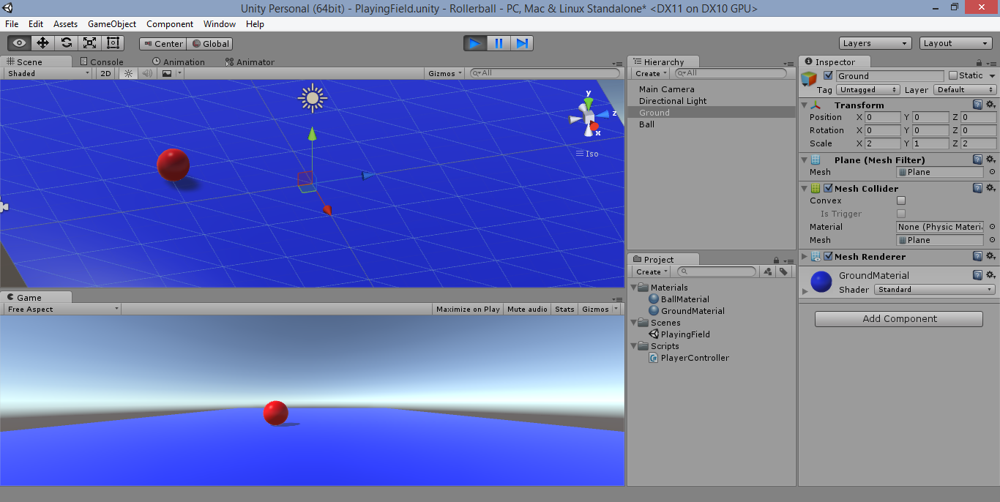 Unity Personal (64bit) - PlayingField.unity - Rollerball - PC, Mac & Linux Standalone* <DX11 on DX10 GPU>
File Edit Assets GameObject Component Window Help
Center Global Layers Layout
Scene Console Animation Animator
Shaded 2D Gizmos All
y
z
x
Iso
Game
Free Aspect Maximize on Play Mute audio Stats Gizmos
Hierarchy
Create All
Main Camera
Directional Light
Ground
Ball
Project
Create
Materials
BallMaterial
GroundMaterial
Scenes
PlayingField
Scripts
PlayerController
Inspector
Ground Static
Tag Untagged Layer Default
Transform
Position X 0 Y 0 Z 0
Rotation X 0 Y 0 Z 0
Scale X 2 Y 1 Z 2
Plane (Mesh Filter)
Mesh Plane
Mesh Collider
Convex
Is Trigger
Material None (Physic Materi
Mesh Plane
Mesh Renderer
GroundMaterial
Shader Standard
Add Component